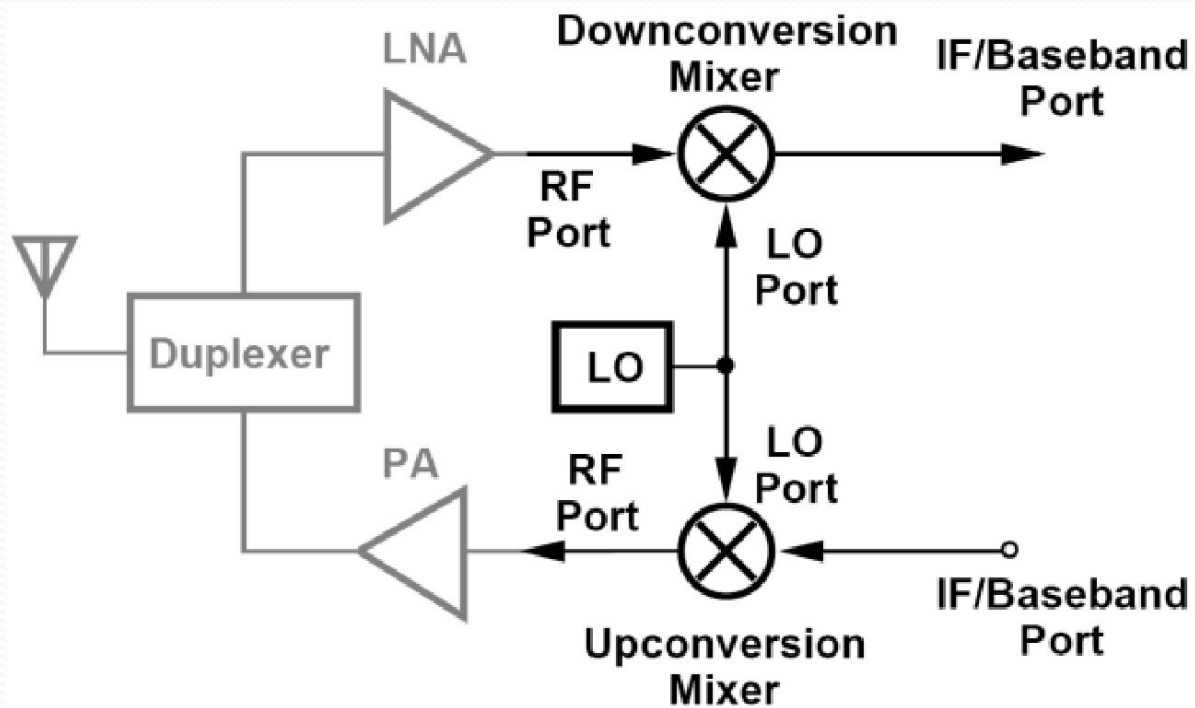 LNA
Downconversion
Mixer
IF/Baseband
Port
RF
Port
LO
Port
Duplexer
LO
PA
RF
Port
LO
Port
IF/Baseband
Port
Upconversion
Mixer